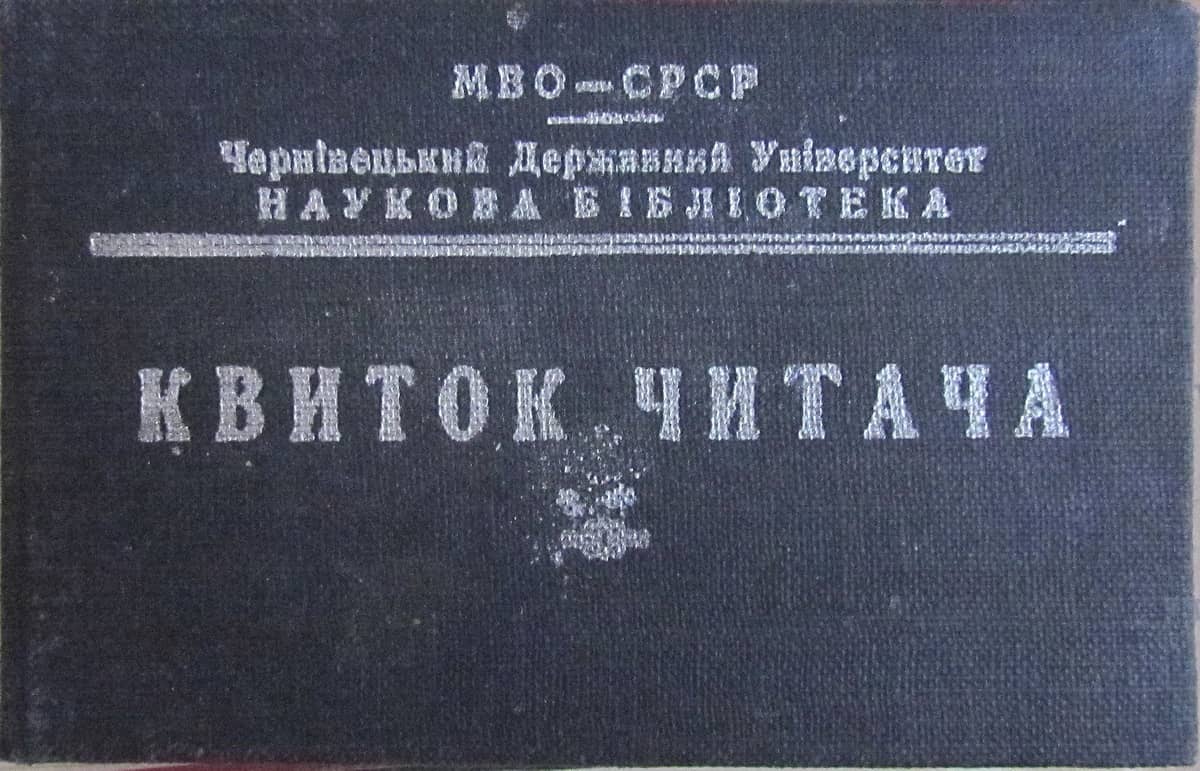 МВО—СРСР
Чернівецький Державний Університет
НАУКОВА БІБЛІОТЕКА
КВИТОК ЧИТАЧА